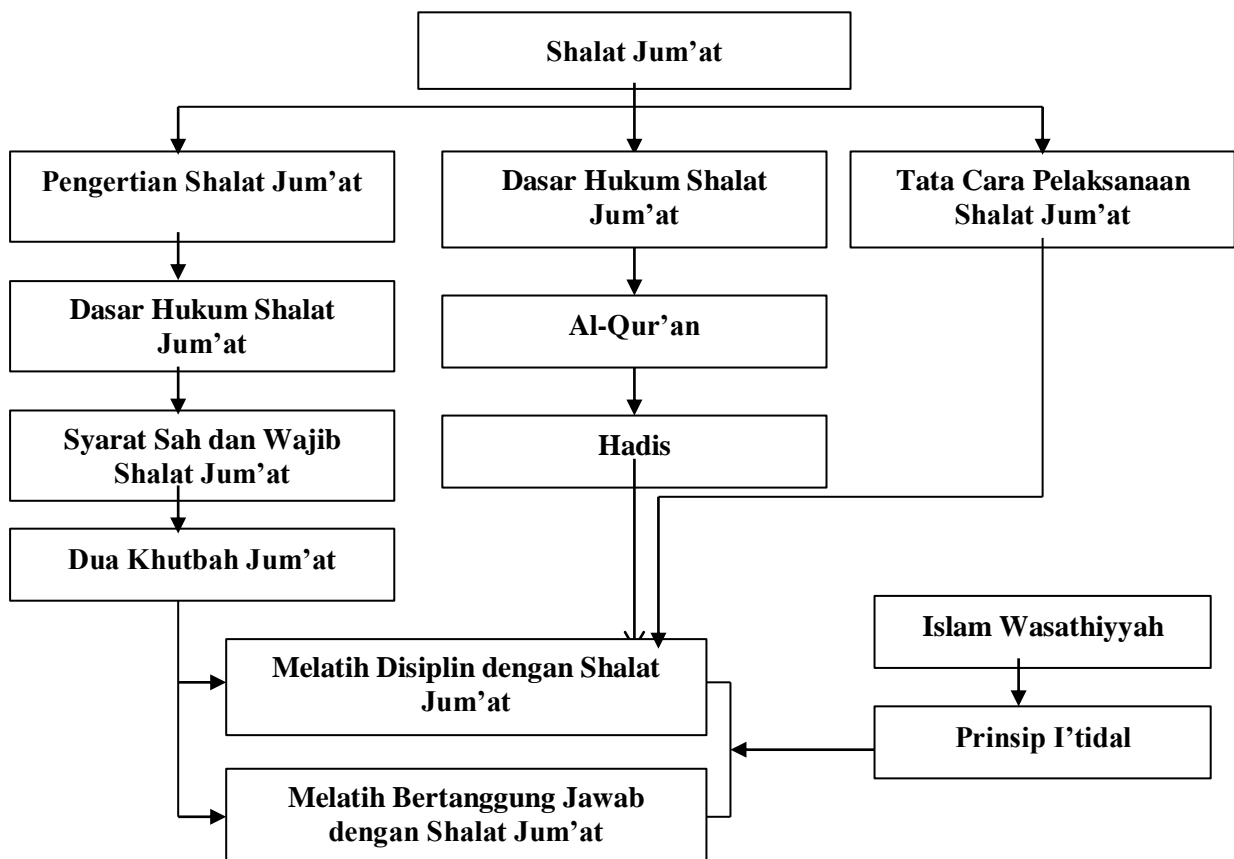 Shalat Jum’at
Pengertian Shalat Jum’at
Dasar Hukum Shalat
Jum’at
Tata Cara Pelaksanaan
Shalat Jum’at
Dasar Hukum Shalat
Jum’at
Al-Qur’an
Syarat Sah dan Wajib
Shalat Jum’at
Hadis
Dua Khutbah Jum’at
Islam Wasathiyyah
Melatih Disiplin dengan Shalat
Jum’at
Prinsip I’tidal
Melatih Bertanggung Jawab
dengan Shalat Jum’at